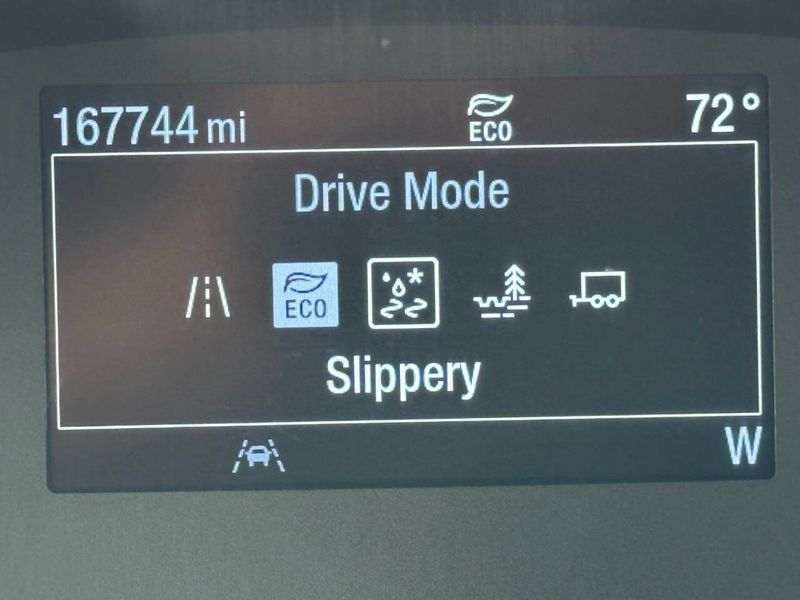 167744 mi ECO 72°
Drive Mode
ECO
Slippery
W